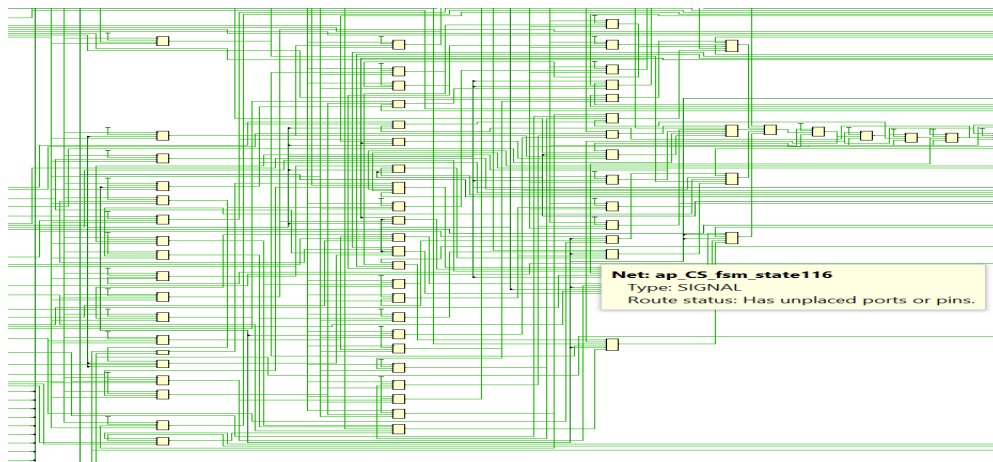 Net: ap_CS_fsm_state116
Type: SIGNAL
Route status: Has unplaced ports or pins.